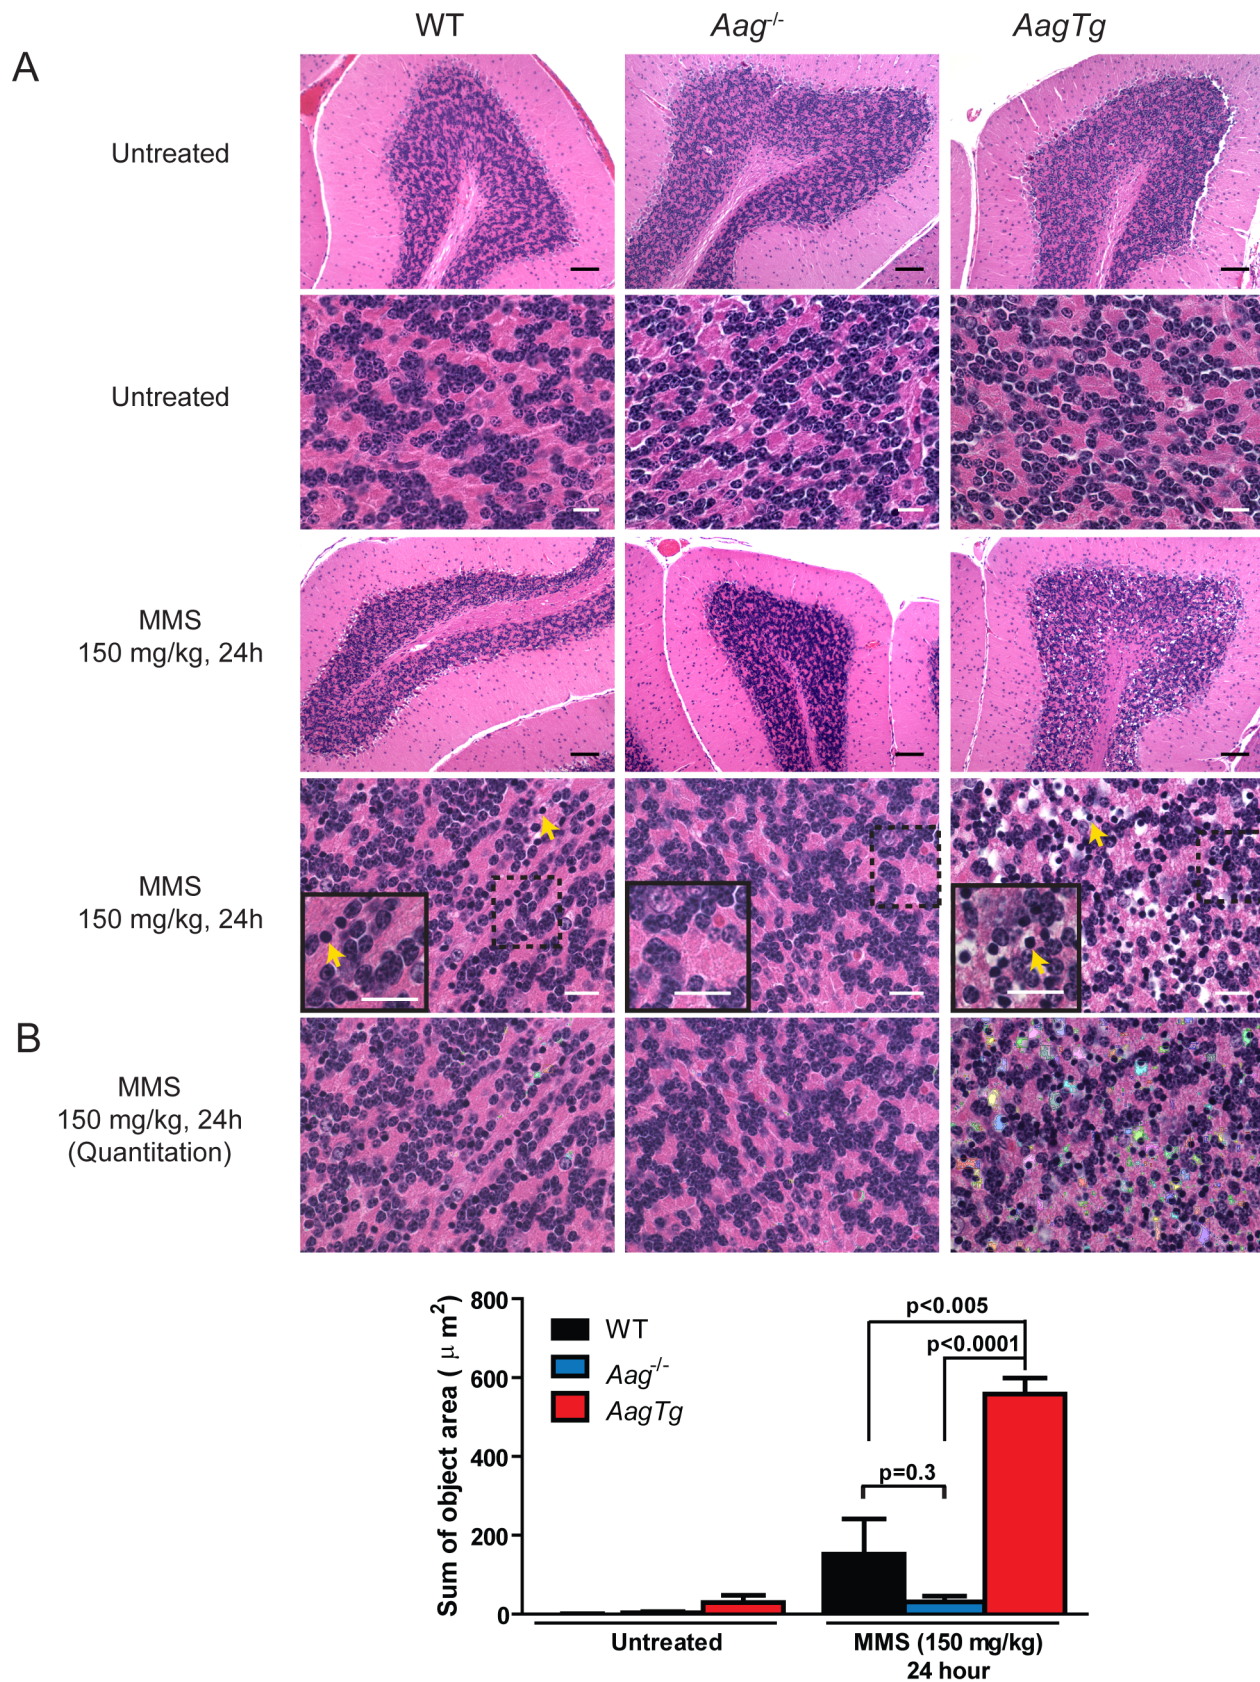 WT Aag-/- AagTg
A
Untreated
Untreated
MMS
150 mg/kg, 24h
MMS
150 mg/kg, 24h
B
MMS
150 mg/kg, 24h
(Quantitation)
Sum of object area ( μ m²)
800
600
400
200
0
WT
Aag-/-
AagTg
p<0.005
p<0.0001
p=0.3
Untreated
MMS (150 mg/kg)
24 hour